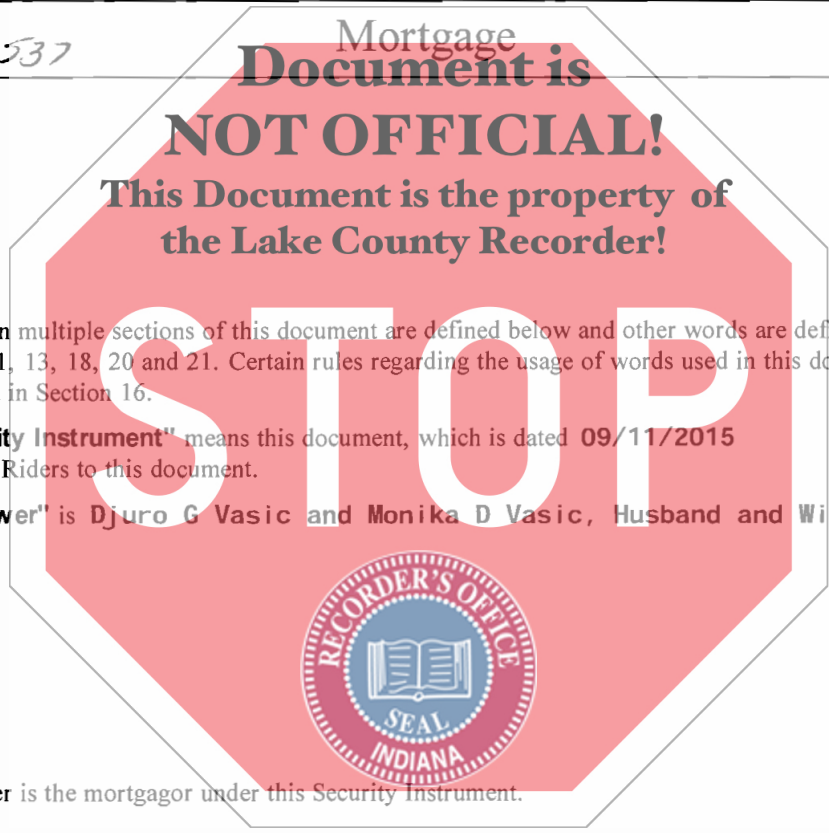 537
Mortgage
Document is
NOT OFFICIAL!
This Document is the property of
the Lake County Recorder!
STOP
n multiple sections of this document are defined below and other words are def
1, 13, 18, 20 and 21. Certain rules regarding the usage of words used in this do
in Section 16.
ty Instrument" means this document, which is dated 09/11/2015
Riders to this document.
wer" is Djuro G Vasic and Monika D Vasic, Husband and Wi
RECORDER'S OFFICE
SEAL
INDIANA
er is the mortgagor under this Security Instrument.